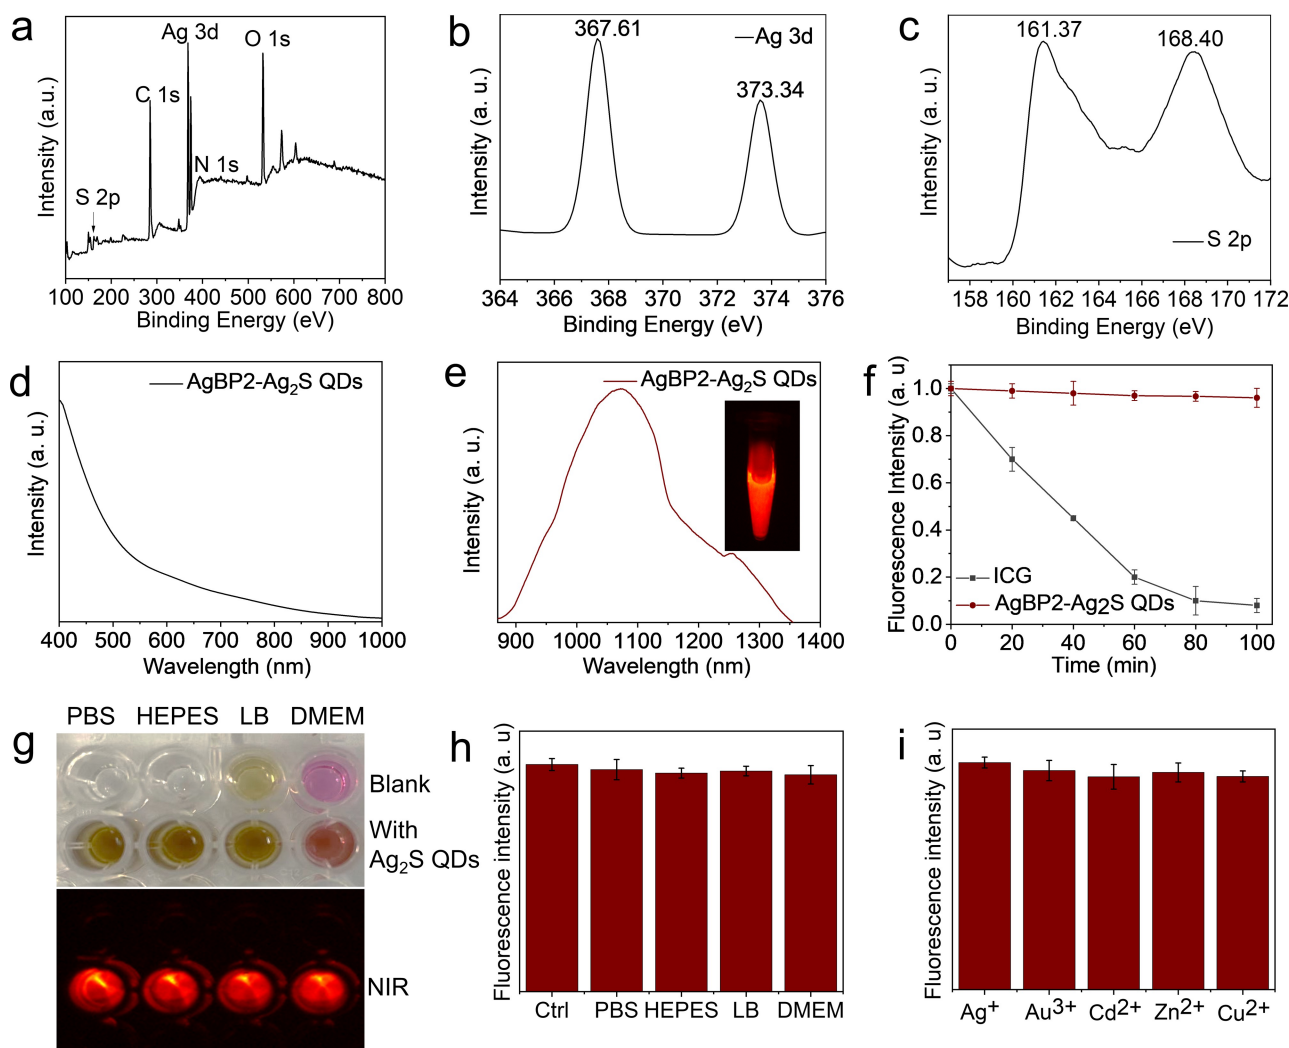 a
Intensity (a.u.)
Ag 3d
O 1s
C 1s
N 1s
S 2p
100 200 300 400 500 600 700 800
Binding Energy (eV)
b
Intensity (a. u.)
367.61
Ag 3d
373.34
364 366 368 370 372 374 376
Binding Energy (eV)
c
Intensity (a. u.)
161.37
168.40
S 2p
158 160 162 164 166 168 170 172
Binding Energy (eV)
d
Intensity (a. u.)
AgBP2-Ag₂S QDs
400 500 600 700 800 900 1000
Wavelength (nm)
e
Intensity (a. u.)
AgBP2-Ag₂S QDs
900 1000 1100 1200 1300 1400
Wavelength (nm)
f
Fluorescence Intensity (a. u)
1.0
0.8
0.6
0.4
0.2
0.0
ICG
AgBP2-Ag₂S QDs
0 20 40 60 80 100
Time (min)
g
PBS HEPES LB DMEM
Blank
With
Ag₂S QDs
NIR
h
Fluorescence intensity (a. u)
Ctrl PBS HEPES LB DMEM
i
Fluorescence intensity (a. u)
Ag⁺ Au³⁺ Cd²⁺ Zn²⁺ Cu²⁺